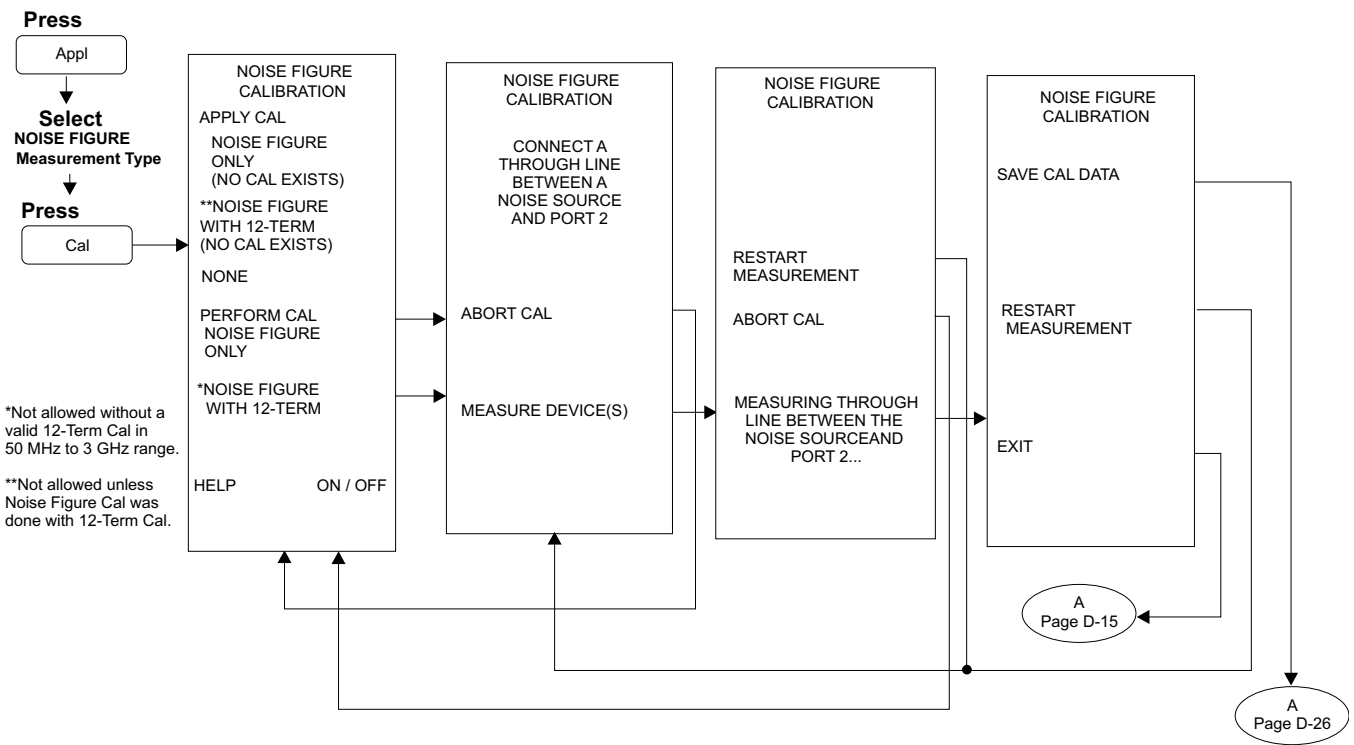 Press
Appl
Select
NOISE FIGURE
Measurement Type
Press
Cal
*Not allowed without a
valid 12-Term Cal in
50 MHz to 3 GHz range.
**Not allowed unless
Noise Figure Cal was
done with 12-Term Cal.
NOISE FIGURE
CALIBRATION
APPLY CAL
NOISE FIGURE
ONLY
(NO CAL EXISTS)
**NOISE FIGURE
WITH 12-TERM
(NO CAL EXISTS)
NONE
PERFORM CAL
NOISE FIGURE
ONLY
*NOISE FIGURE
WITH 12-TERM
HELP ON / OFF
NOISE FIGURE
CALIBRATION
CONNECT A
THROUGH LINE
BETWEEN A
NOISE SOURCE
AND PORT 2
ABORT CAL
MEASURE DEVICE(S)
NOISE FIGURE
CALIBRATION
RESTART
MEASUREMENT
ABORT CAL
MEASURING THROUGH
LINE BETWEEN THE
NOISE SOURCEAND
PORT 2...
NOISE FIGURE
CALIBRATION
SAVE CAL DATA
RESTART
MEASUREMENT
EXIT
A
Page D-15
A
Page D-26